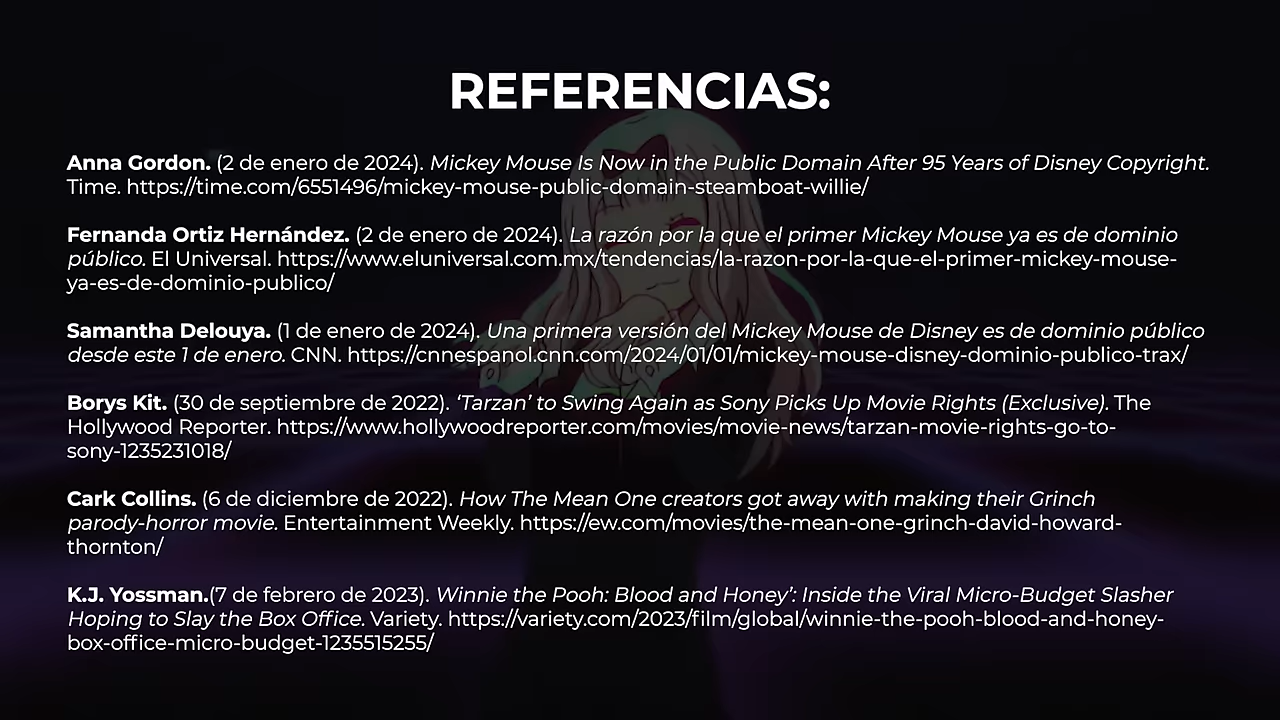 REFERENCIAS:
Anna Gordon. (2 de enero de 2024). Mickey Mouse Is Now in the Public Domain After 95 Years of Disney Copyright.
Time. https://time.com/6551496/mickey-mouse-public-domain-steamboat-willie/
Fernanda Ortiz Hernández. (2 de enero de 2024). La razón por la que el primer Mickey Mouse ya es de dominio
público. El Universal. https://www.eluniversal.com.mx/tendencias/la-razon-por-la-que-el-primer-mickey-mouse-
ya-es-de-dominio-publico/
Samantha Delouya. (1 de enero de 2024). Una primera versión del Mickey Mouse de Disney es de dominio público
desde este 1 de enero. CNN. https://cnnespanol.cnn.com/2024/01/01/mickey-mouse-disney-dominio-publico-trax/
Borys Kit. (30 de septiembre de 2022). ‘Tarzan’ to Swing Again as Sony Picks Up Movie Rights (Exclusive). The
Hollywood Reporter. https://www.hollywoodreporter.com/movies/movie-news/tarzan-movie-rights-go-to-
sony-1235231018/
Cark Collins. (6 de diciembre de 2022). How The Mean One creators got away with making their Grinch
parody-horror movie. Entertainment Weekly. https://ew.com/movies/the-mean-one-grinch-david-howard-
thornton/
K.J. Yossman.(7 de febrero de 2023). Winnie the Pooh: Blood and Honey’: Inside the Viral Micro-Budget Slasher
Hoping to Slay the Box Office. Variety. https://variety.com/2023/film/global/winnie-the-pooh-blood-and-honey-
box-office-micro-budget-1235515255/